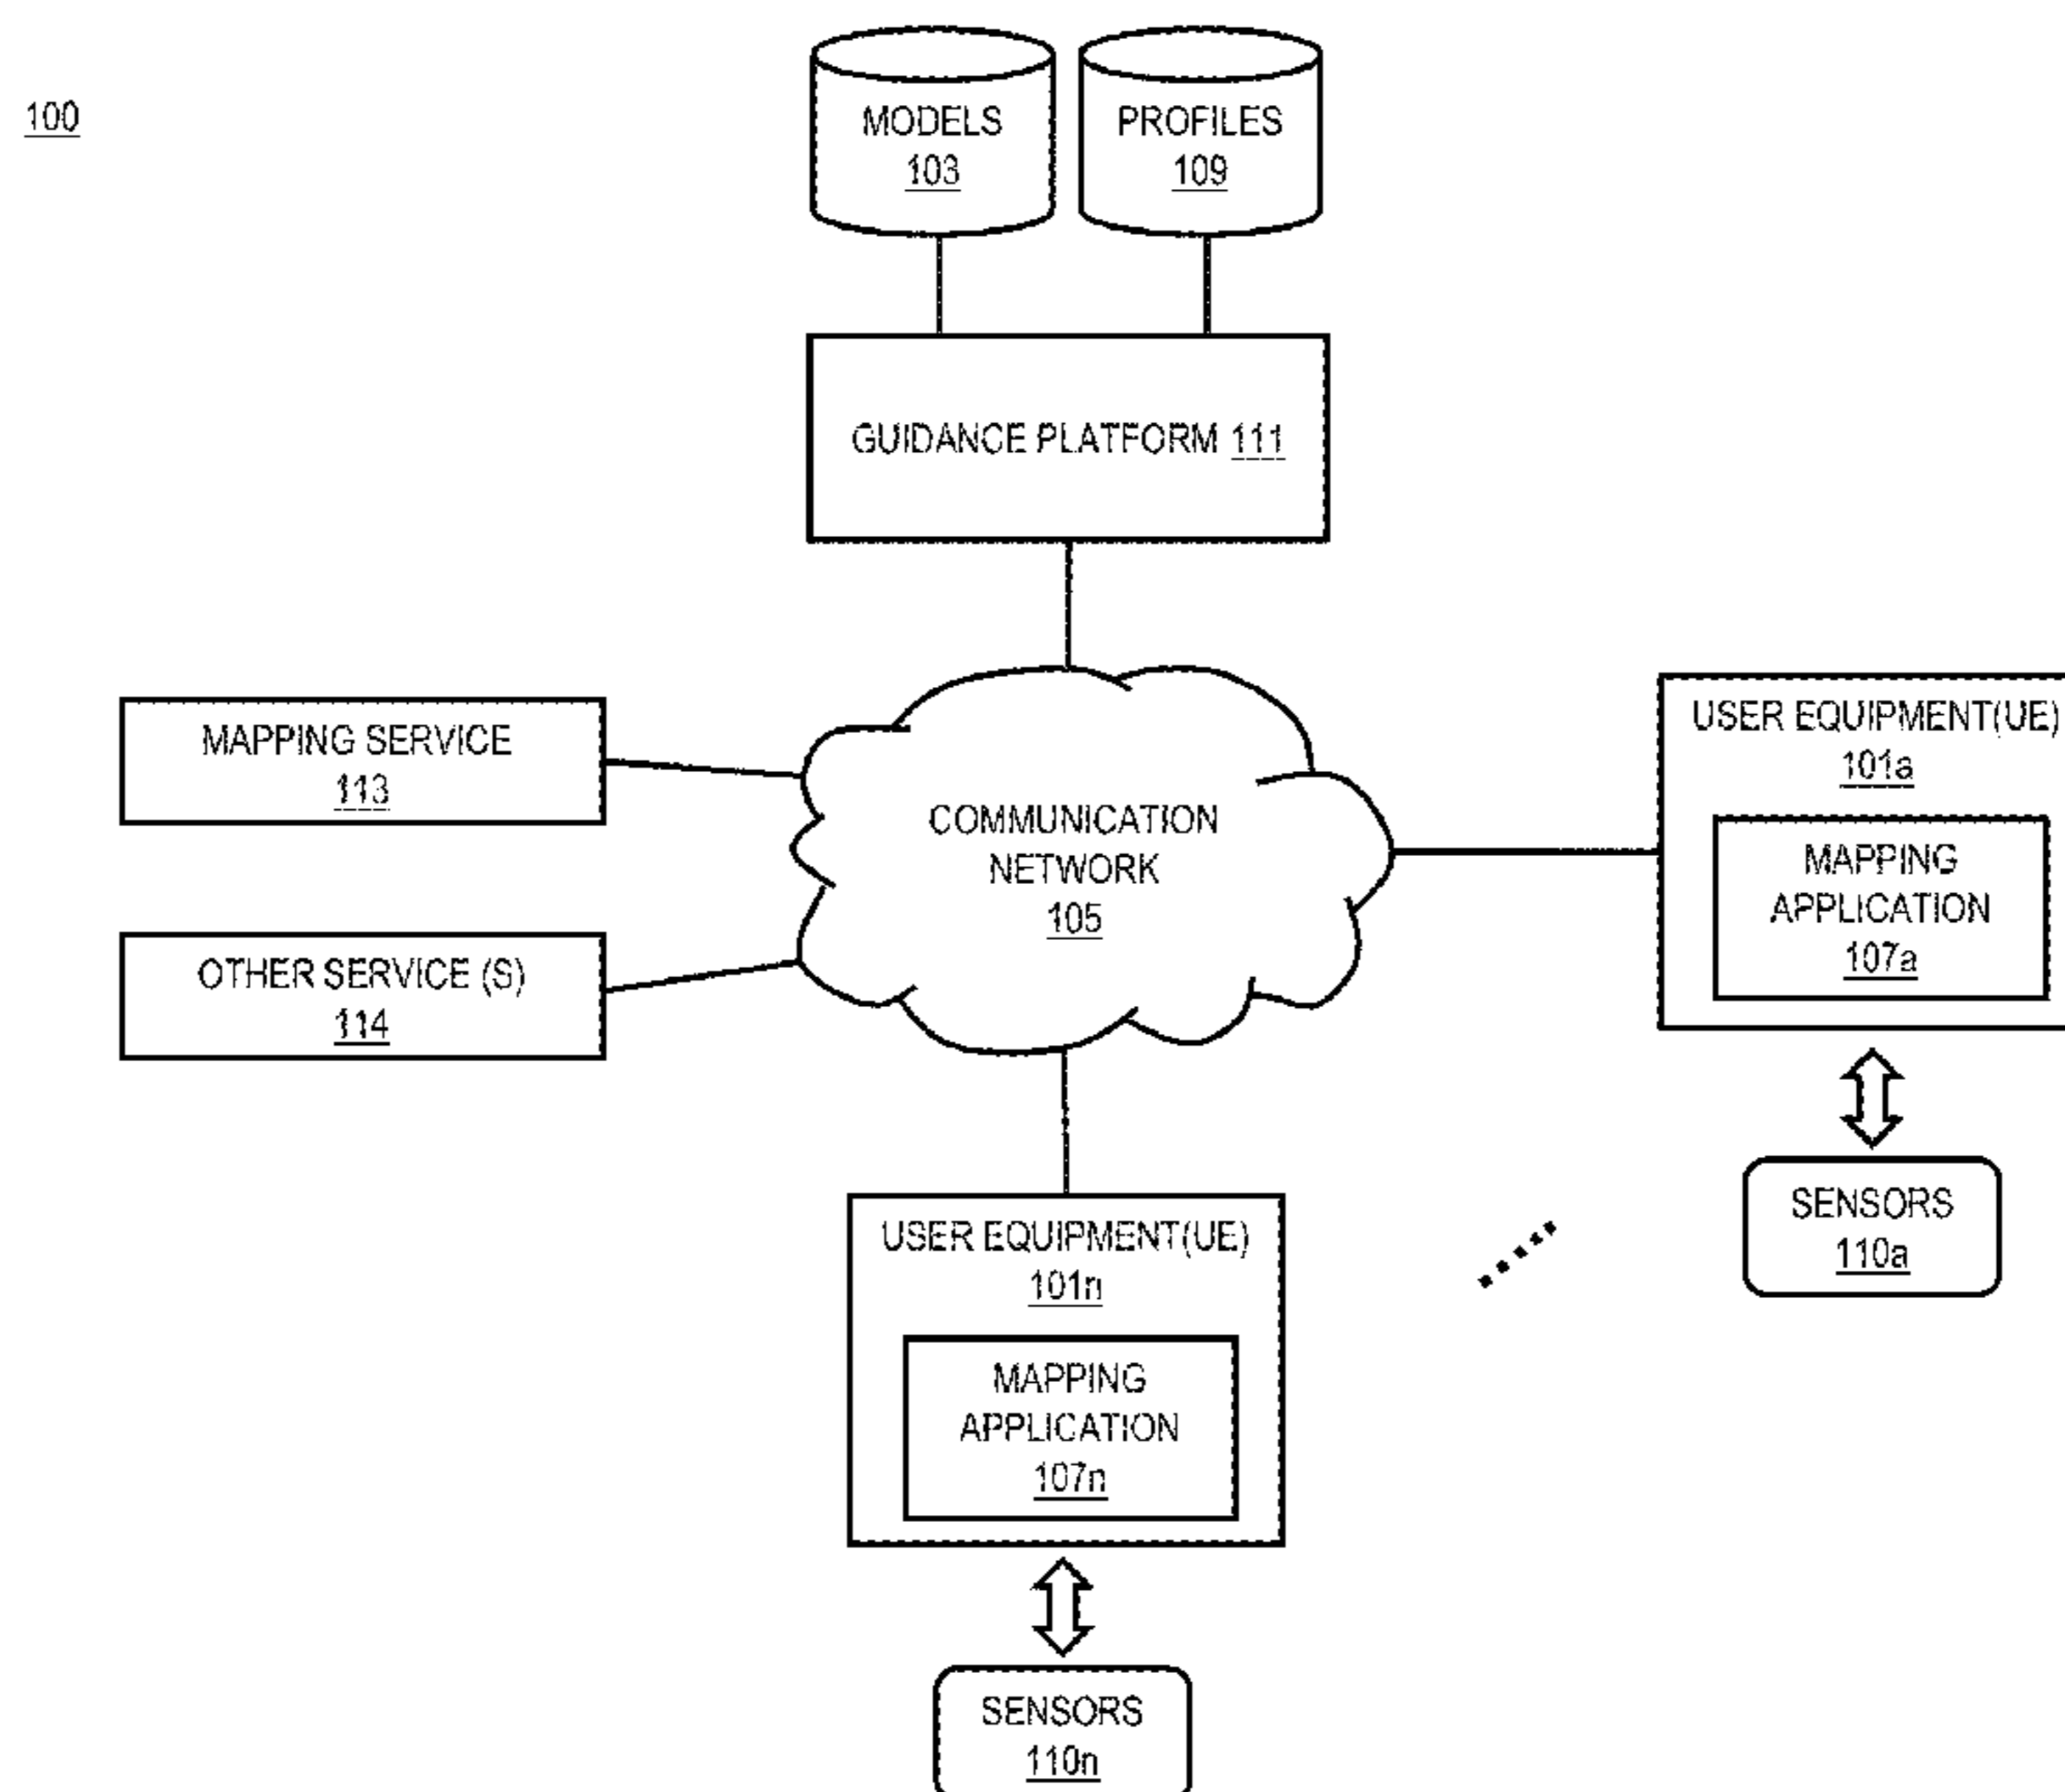 100
MODELS
103
PROFILES
109
GUIDANCE PLATFORM 111
MAPPING SERVICE
113
OTHER SERVICE (S)
114
COMMUNICATION
NETWORK
105
USER EQUIPMENT(UE)
101a
MAPPING
APPLICATION
107a
SENSORS
110a
USER EQUIPMENT(UE)
101n
MAPPING
APPLICATION
107n
SENSORS
110n